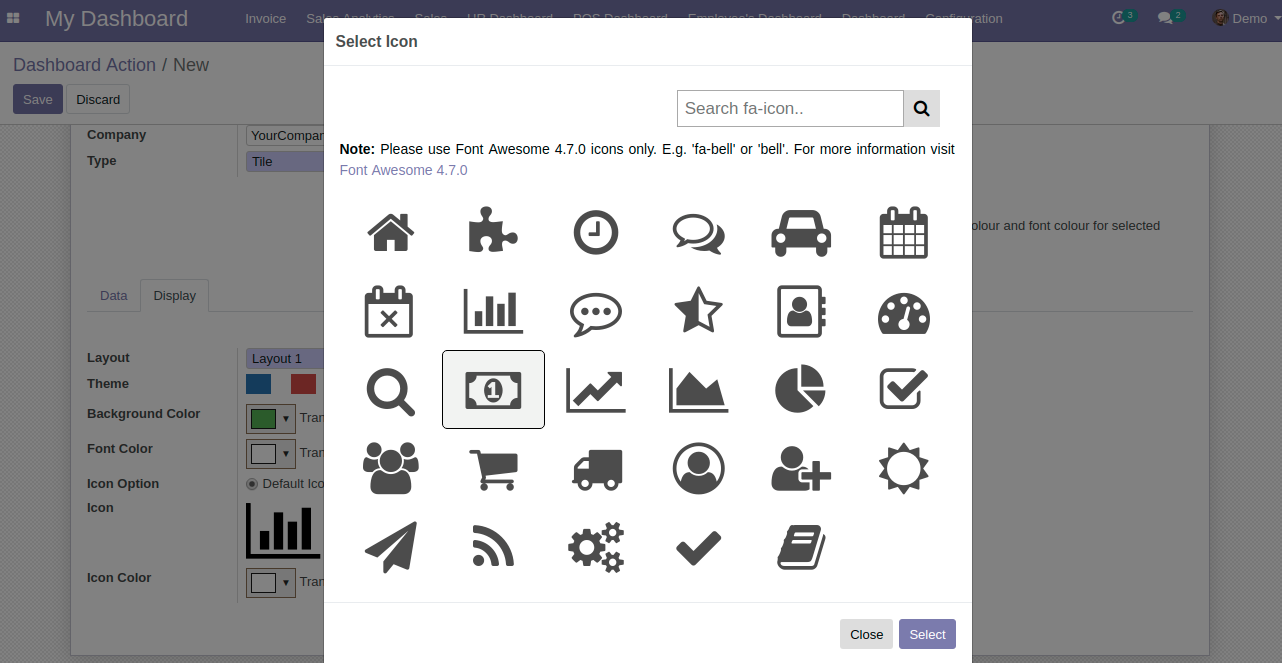 My Dashboard
Invoice
Sales Analytics
Sales
HR Dashboard
POS Dashboard
Employee's Dashboard
Dashboard
Configuration
3
2
Demo
Dashboard Action / New
Save
Discard
Select Icon
Search fa-icon..
Note: Please use Font Awesome 4.7.0 icons only. E.g. 'fa-bell' or 'bell'. For more information visit
Font Awesome 4.7.0
Company
YourCompan
Type
Tile
olour and font colour for selected
Data
Display
Layout
Layout 1
Theme
Background Color
Tran
Font Color
Tran
Icon Option
Default Ico
Icon
Icon Color
Tran
1
Close
Select